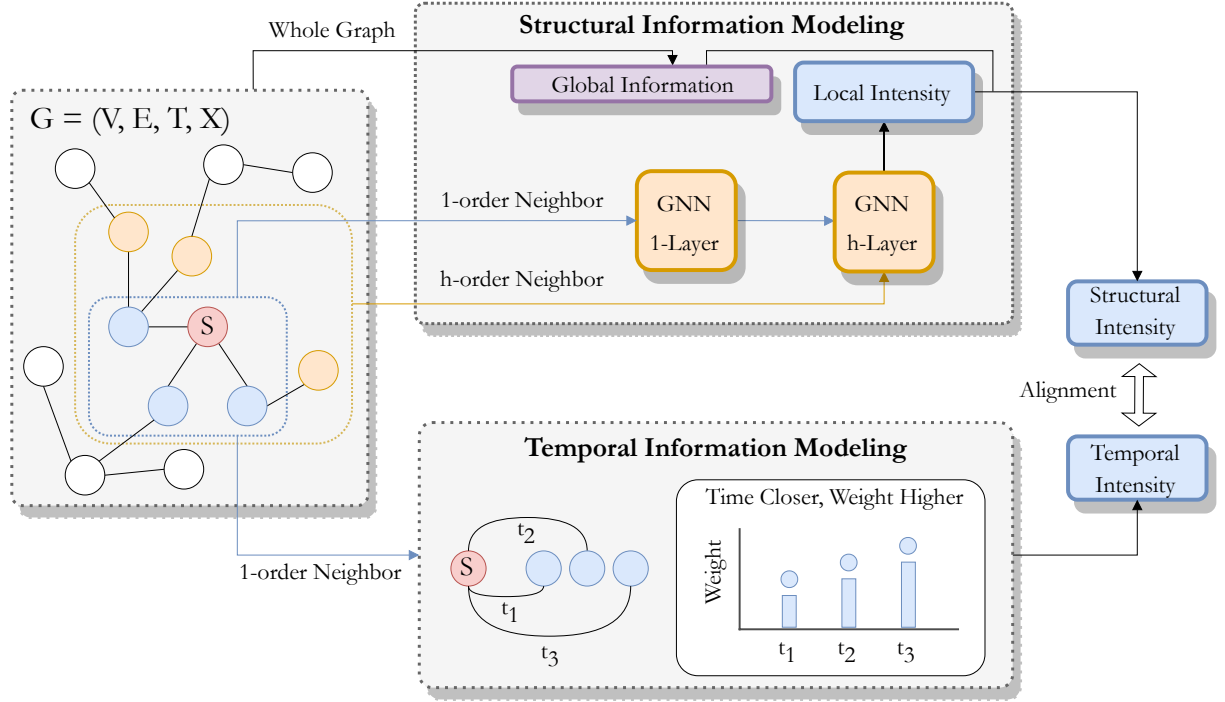 Whole Graph
Structural Information Modeling
Global Information
Local Intensity
G = (V, E, T, X)
1-order Neighbor
GNN
1-Layer
GNN
h-Layer
h-order Neighbor
S
Structural
Intensity
Alignment
Temporal Information Modeling
Temporal
Intensity
Time Closer, Weight Higher
t2
S
t1
t3
Weight
t1
t2
t3
1-order Neighbor